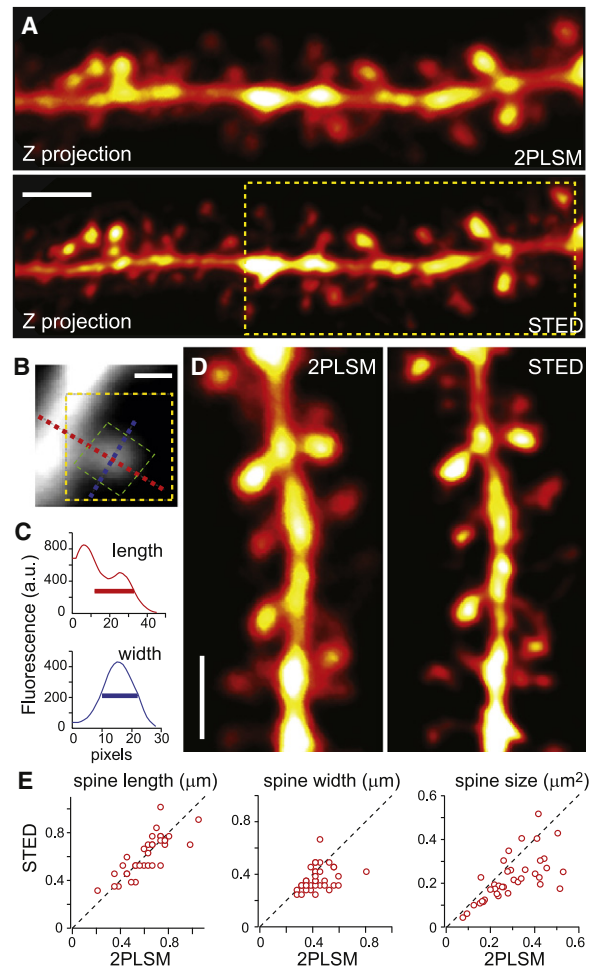 A
Z projection
2PLSM
Z projection
STED
B
D
2PLSM
STED
C
Fluorescence (a.u.)
length
800
400
0
0 20 40
width
400
200
0
0 10 20 30
pixels
E
spine length (μm)
spine width (μm)
spine size (μm²)
STED
0.8
0.4
0
0 0.4 0.8
2PLSM
1
0.4
0
0 0.4 1
2PLSM
0.6
0.4
0.2
0
0 0.2 0.4 0.6
2PLSM